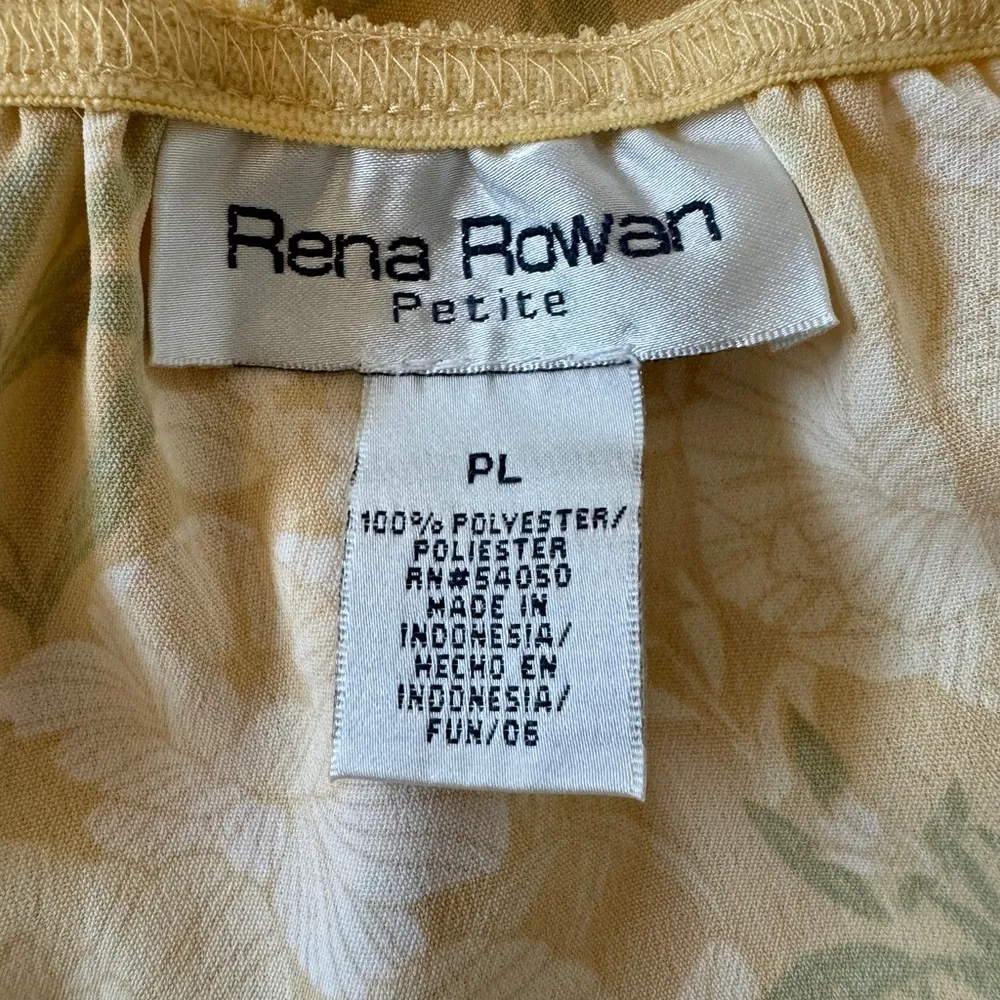 Rena Rowan
Petite
PL
100% POLYESTER/
POLIESTER
RN#54050
MADE IN
INDONESIA/
HECHO EN
INDONESIA/
FUN/06